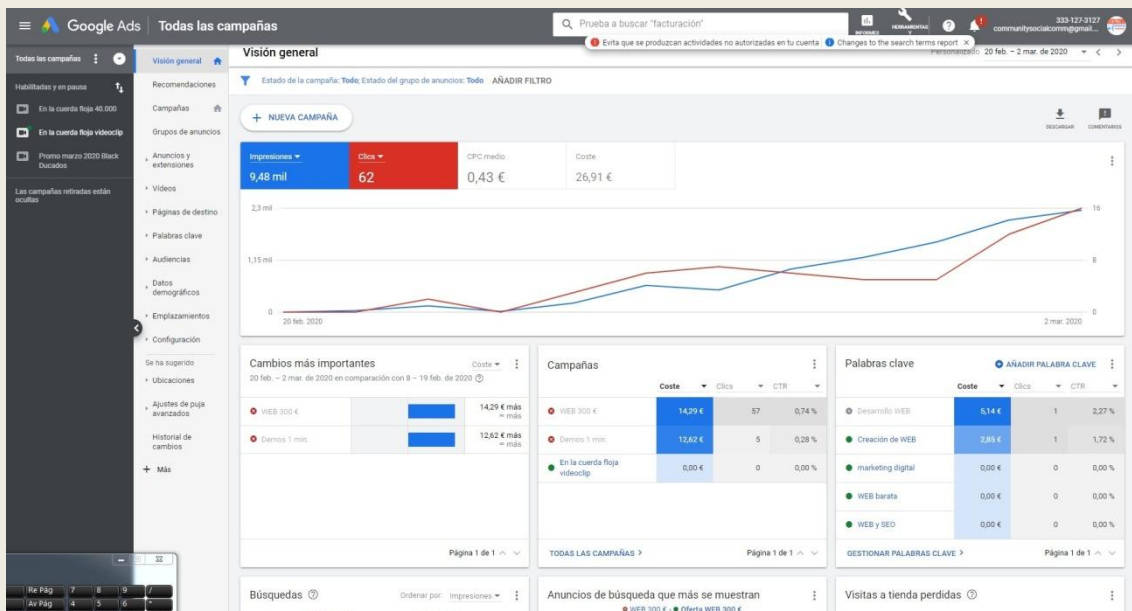 Google Ads
Todas las campañas
Prueba a buscar "facturación"
INFORMES
HERRAMIENTAS Y
333-127-3127
communitysocialcomm@gmail...
Evita que se produzcan actividades no autorizadas en tu cuenta
Changes to the search terms report
Todas las campañas
Habilitadas y en pausa
En la cuerda floja 40.000
En la cuerda floja videoclip
Promo marzo 2020 Black Ducados
Las campañas retiradas están ocultas
Visión general
Recomendaciones
Campañas
Grupos de anuncios
Anuncios y extensiones
Vídeos
Páginas de destino
Palabras clave
Audiencias
Datos demográficos
Emplazamientos
Configuración
Se ha sugerido
Ubicaciones
Ajustes de puja avanzados
Historial de cambios
+ Más
Visión general
Personalizado 20 feb. – 2 mar. de 2020
Estado de la campaña: Todo; Estado del grupo de anuncios: Todo AÑADIR FILTRO
+ NUEVA CAMPAÑA
DESCARGAR
COMENTARIOS
Impresiones
9,48 mil
Clics
62
CPC medio
0,43 €
Coste
26,91 €
2,3 mil
1,15 mil
0
16
8
0
20 feb. 2020
2 mar. 2020
Cambios más importantes
Coste
20 feb. – 2 mar. de 2020 en comparación con 8 – 19 feb. de 2020
WEB 300 €
14,29 € más
∞ más
Demos 1 min.
12,62 € más
∞ más
Página 1 de 1
Campañas
Coste Clics CTR
WEB 300 € 14,29 € 57 0,74 %
Demos 1 min. 12,62 € 5 0,28 %
En la cuerda floja videoclip 0,00 € 0 0,00 %
TODAS LAS CAMPAÑAS
Página 1 de 1
Palabras clave
AÑADIR PALABRA CLAVE
Coste Clics CTR
Desarrollo WEB 5,14 € 1 2,27 %
Creación de WEB 2,85 € 1 1,72 %
marketing digital 0,00 € 0 0,00 %
WEB barata 0,00 € 0 0,00 %
WEB y SEO 0,00 € 0 0,00 %
GESTIONAR PALABRAS CLAVE
Página 1 de 1
Búsquedas
Ordenar por: Impresiones
Anuncios de búsqueda que más se muestran
WEB 300 € › Oferta WEB 300 €
Visitas a tienda perdidas
Re Pág 7 8 9 /
Av Pág 4 5 6 *